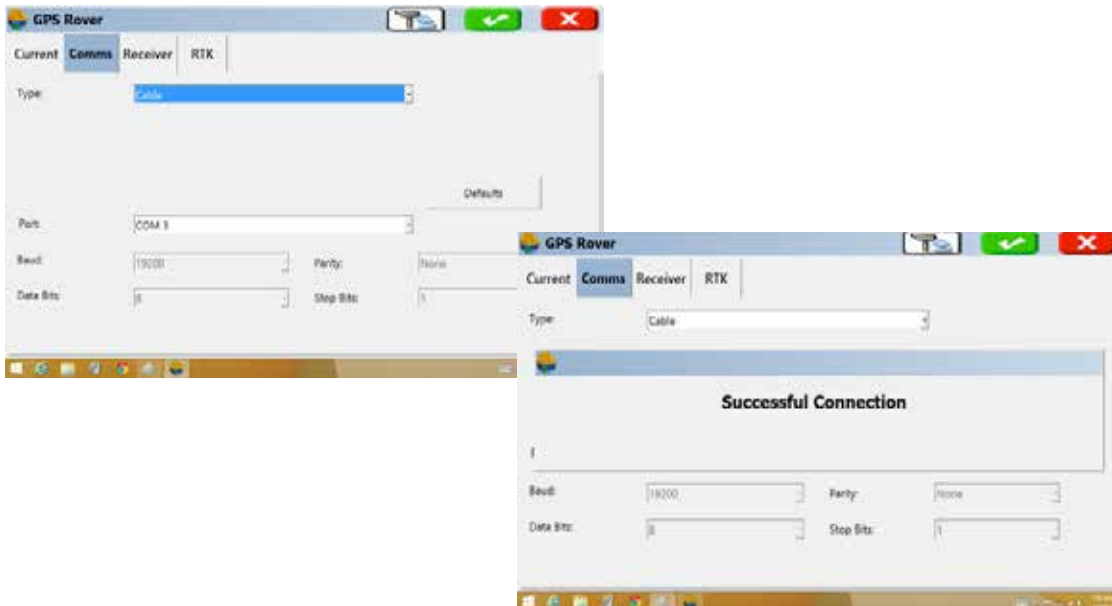 GPS Rover
Current Comms Receiver RTK
Type: Cable
Defaults
Port: COM 3
Baud: 19200 Parity: None
Data Bits: 8 Stop Bits: 1
GPS Rover
Current Comms Receiver RTK
Type: Cable
Successful Connection
Baud: 19200 Parity: None
Data Bits: 8 Stop Bits: 1